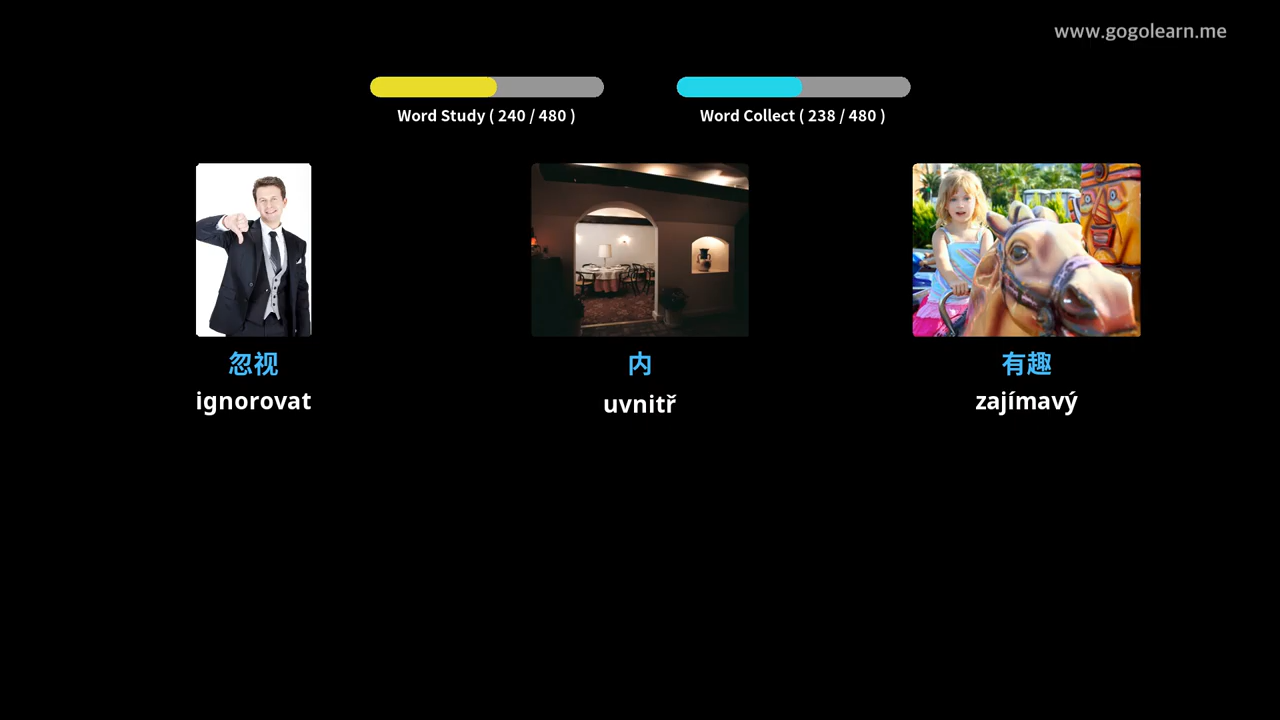 www.gogolearn.me
Word Study ( 240 / 480 )
Word Collect ( 238 / 480 )
忽视
内
有趣
ignorovat
uvnitř
zajímavý